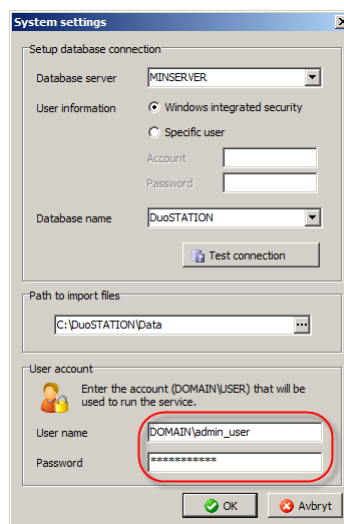 System settings
Setup database connection
Database server MINSERVER
User information Windows integrated security
Specific user
Account
Password
Database name DuoSTATION
Test connection
Path to import files
C:\DuoSTATION\Data ...
User account
Enter the account (DOMAIN\USER) that will be
used to run the service.
User name DOMAIN\admin_user
Password ***********
OK Avbryt